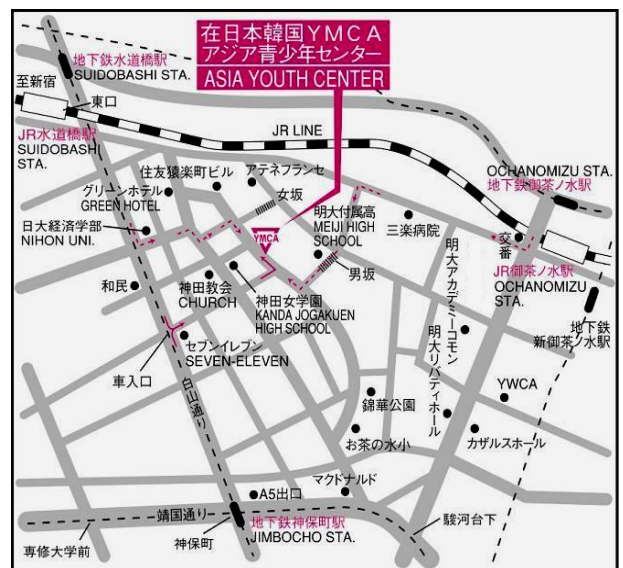 在日本韓国YMCA
アジア青少年センター
ASIA YOUTH CENTER
地下鉄水道橋駅
SUIDOBASHI STA.
至新宿
東口
JR水道橋駅
SUIDOBASHI
STA.
JR LINE
OCHANOMIZU STA.
地下鉄御茶ノ水駅
住友猿楽町ビル
アテネフランセ
グリーンホテル
GREEN HOTEL
女坂
明大付属高
MEIJI HIGH
SCHOOL
三楽病院
交番
日大経済学部
NIHON UNI.
YMCA
男坂
JR御茶ノ水駅
OCHANOMIZU
STA.
和民
神田教会
CHURCH
神田女学園
KANDA JOGAKUEN
HIGH SCHOOL
明大アカデミーコモン
地下鉄
新御茶ノ水駅
セブンイレブン
SEVEN-ELEVEN
車入口
明大リバティホール
白山通り
錦華公園
YWCA
お茶の水小
カザルスホール
マクドナルド
A5出口
靖国通り
地下鉄神保町駅
JIMBOCHO STA.
駿河台下
専修大学前
神保町